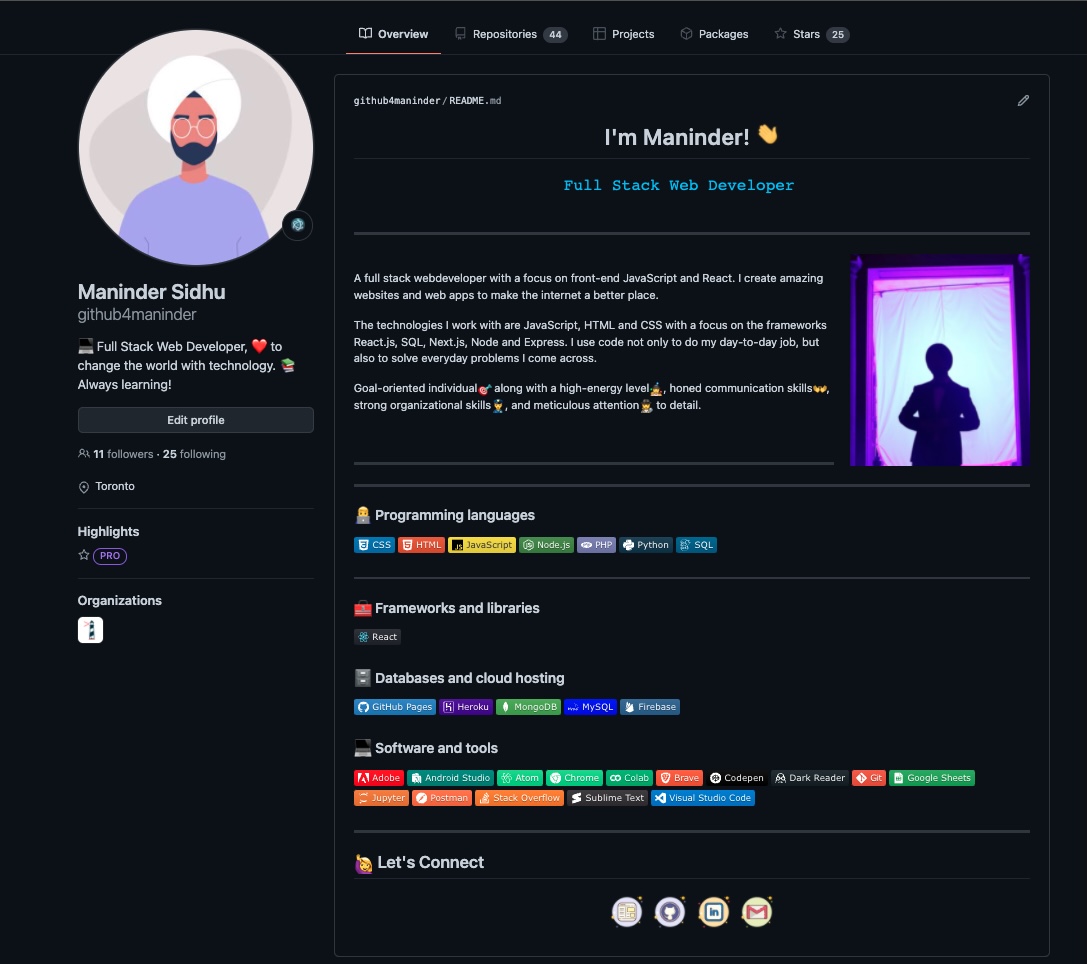 Overview Repositories 44 Projects Packages Stars 25
github4maninder/README.md
I'm Maninder! 👋
Full Stack Web Developer
A full stack webdeveloper with a focus on front-end JavaScript and React. I create amazing
websites and web apps to make the internet a better place.
The technologies I work with are JavaScript, HTML and CSS with a focus on the frameworks
React.js, SQL, Next.js, Node and Express. I use code not only to do my day-to-day job, but
also to solve everyday problems I come across.
Goal-oriented individual🎯 along with a high-energy level, honed communication skills,
strong organizational skills, and meticulous attention to detail.
Maninder Sidhu
github4maninder
💻 Full Stack Web Developer, ❤️ to
change the world with technology. 📚
Always learning!
Edit profile
11 followers · 25 following
Toronto
Highlights
PRO
Organizations
Programming languages
CSS HTML JavaScript Node.js PHP Python SQL
🧰 Frameworks and libraries
React
🗄️ Databases and cloud hosting
GitHub Pages Heroku MongoDB MySQL Firebase
💻 Software and tools
Adobe Android Studio Atom Chrome Colab Brave Codepen Dark Reader Git Google Sheets
Jupyter Postman Stack Overflow Sublime Text Visual Studio Code
Let's Connect